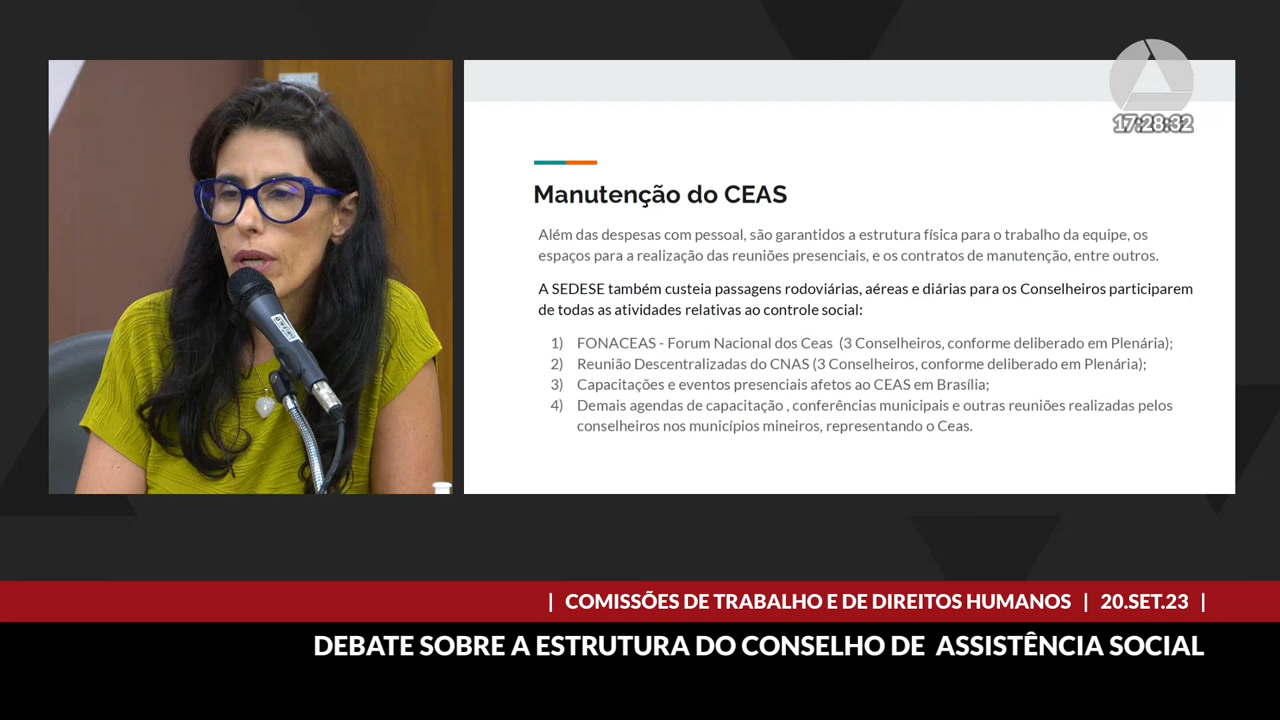 17:28:32
Manutenção do CEAS
Além das despesas com pessoal, são garantidos a estrutura física para o trabalho da equipe, os
espaços para a realização das reuniões presenciais, e os contratos de manutenção, entre outros.
A SEDESE também custeia passagens rodoviárias, aéreas e diárias para os Conselheiros participarem
de todas as atividades relativas ao controle social:
1) FONACEAS - Forum Nacional dos Ceas (3 Conselheiros, conforme deliberado em Plenária);
2) Reunião Descentralizadas do CNAS (3 Conselheiros, conforme deliberado em Plenária);
3) Capacitações e eventos presenciais afetos ao CEAS em Brasília;
4) Demais agendas de capacitação , conferências municipais e outras reuniões realizadas pelos
conselheiros nos municípios mineiros, representando o Ceas.
| COMISSÕES DE TRABALHO E DE DIREITOS HUMANOS | 20.SET.23 |
DEBATE SOBRE A ESTRUTURA DO CONSELHO DE ASSISTÊNCIA SOCIAL